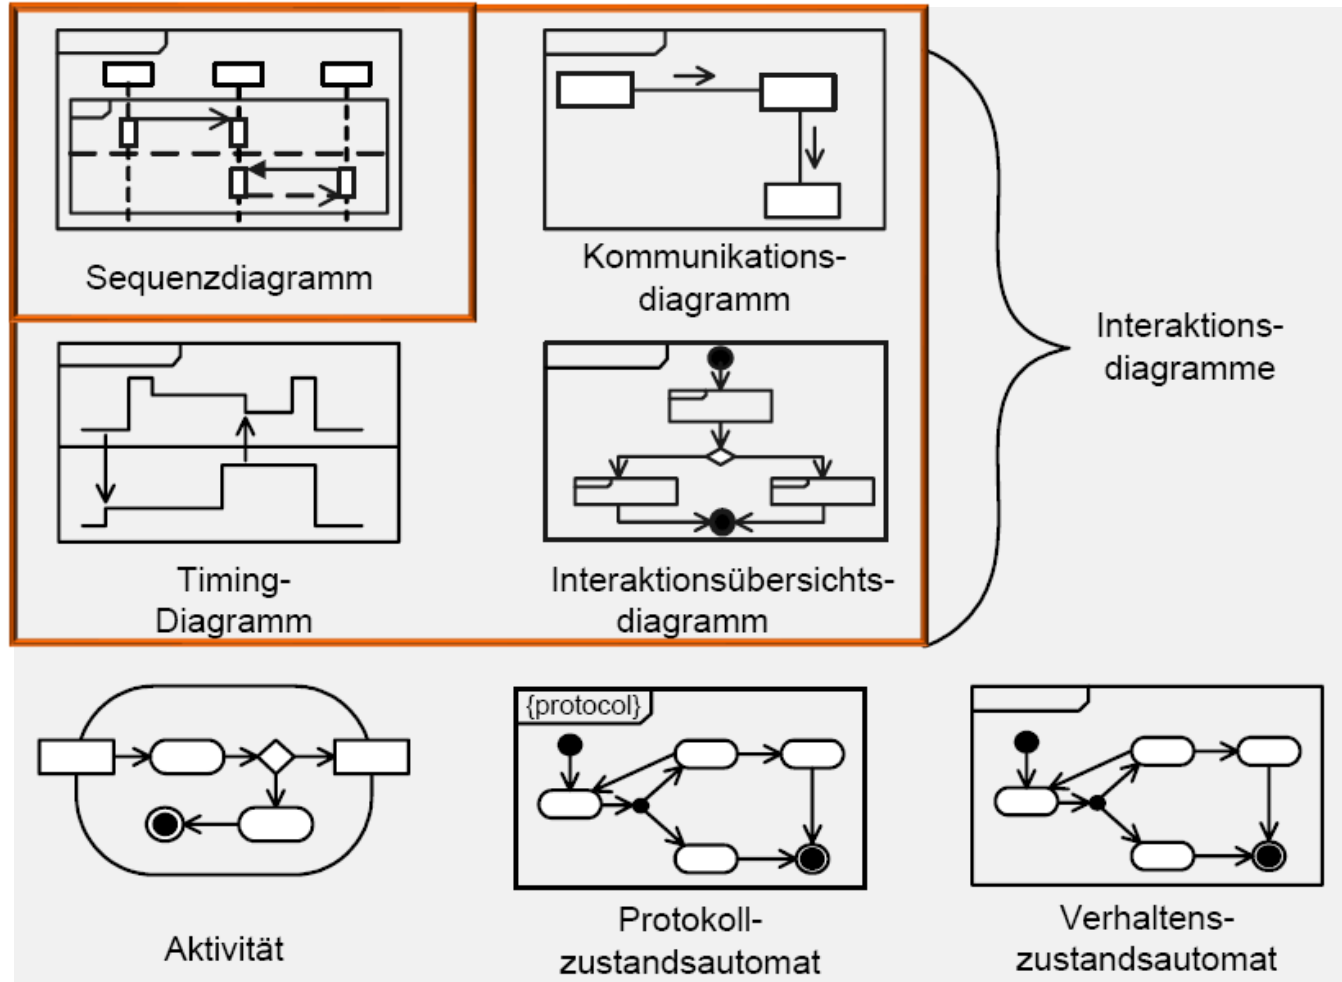 Sequenzdiagramm
Kommunikations-
diagramm
Interaktions-
diagramme
Timing-
Diagramm
Interaktionsübersichts-
diagramm
{protocol}
Aktivität
Protokoll-
zustandsautomat
Verhaltens-
zustandsautomat